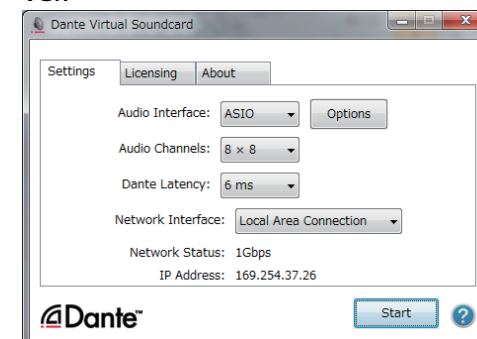 Dante Virtual Soundcard
Settings Licensing About
Audio Interface: ASIO Options
Audio Channels: 8 × 8
Dante Latency: 6 ms
Network Interface: Local Area Connection
Network Status: 1Gbps
IP Address: 169.254.37.26
Dante™ Start ?